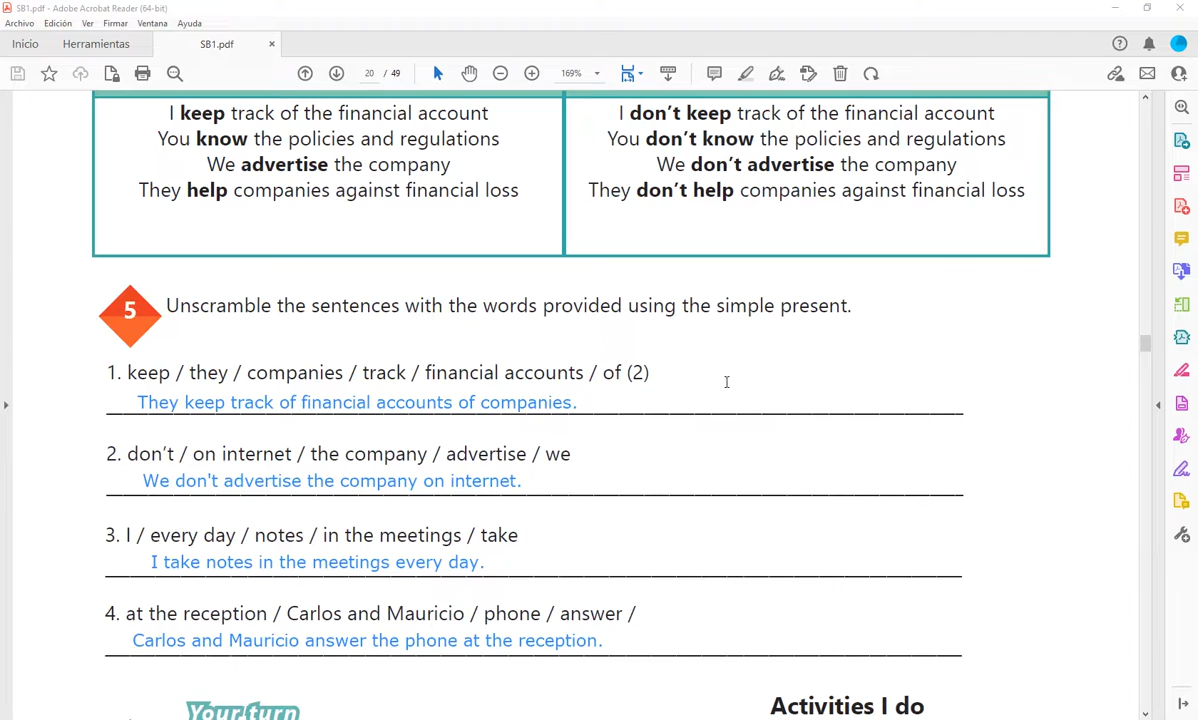 SB1.pdf - Adobe Acrobat Reader (64-bit)
Archivo Edición Ver Firmar Ventana Ayuda
Inicio Herramientas SB1.pdf ×
20 / 49 169%
I keep track of the financial account
You know the policies and regulations
We advertise the company
They help companies against financial loss
I don't keep track of the financial account
You don't know the policies and regulations
We don't advertise the company
They don't help companies against financial loss
5 Unscramble the sentences with the words provided using the simple present.
1. keep / they / companies / track / financial accounts / of (2)
They keep track of financial accounts of companies.
2. don't / on internet / the company / advertise / we
We don't advertise the company on internet.
3. I / every day / notes / in the meetings / take
I take notes in the meetings every day.
4. at the reception / Carlos and Mauricio / phone / answer /
Carlos and Mauricio answer the phone at the reception.
Your turn
Activities I do